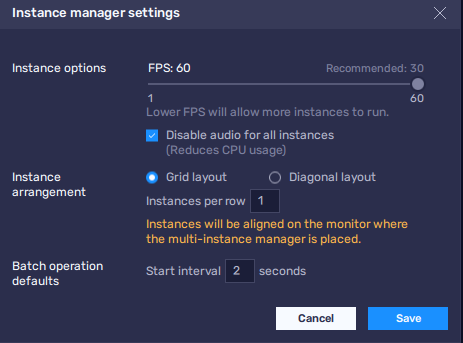 Instance manager settings
Instance options
FPS: 60
Recommended: 30
1
60
Lower FPS will allow more instances to run.
Disable audio for all instances
(Reduces CPU usage)
Instance
arrangement
Grid layout
Diagonal layout
Instances per row 1
Instances will be aligned on the monitor where
the multi-instance manager is placed.
Batch operation
defaults
Start interval 2 seconds
Cancel
Save